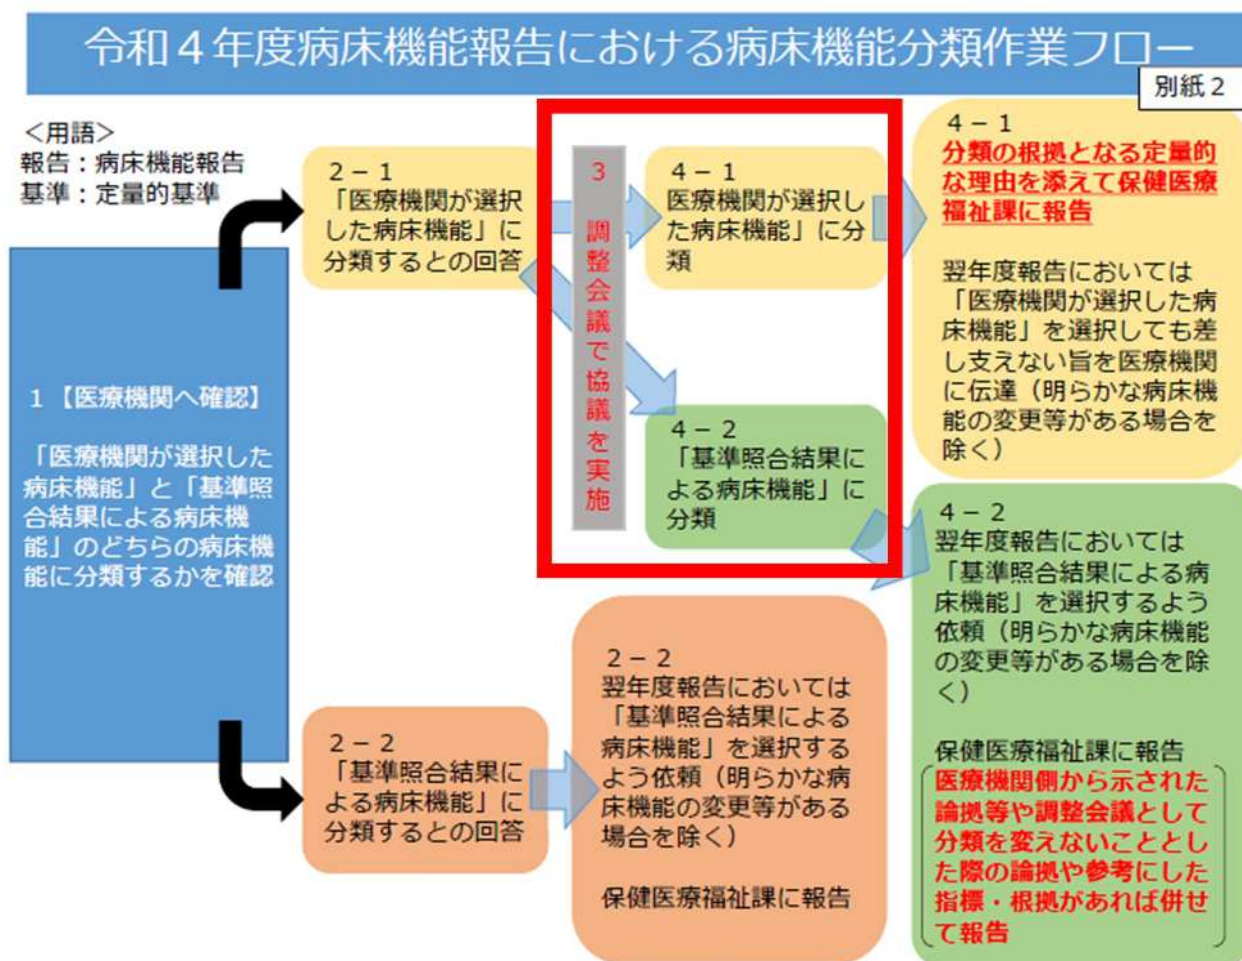 令和４年度病床機能報告における病床機能分類作業フロー
別紙２
＜用語＞
報告：病床機能報告
基準：定量的基準
１【医療機関へ確認】
「医療機関が選択した
病床機能」と「基準照
合結果による病床機
能」のどちらの病床機
能に分類するかを確認
２－１
「医療機関が選択
した病床機能」に
分類するとの回答
３　調整会議で協議を実施
４－１
医療機関が選択し
た病床機能」に分
類
４－２
「基準照合結果に
よる病床機能」に
分類
４－１
分類の根拠となる定量的
な理由を添えて保健医療
福祉課に報告
翌年度報告においては
「医療機関が選択した病
床機能」を選択しても差
し支えない旨を医療機関
に伝達（明らかな病床機
能の変更等がある場合を
除く）
４－２
翌年度報告においては
「基準照合結果による病
床機能」を選択するよう
依頼（明らかな病床機能
の変更等がある場合を除
く）
保健医療福祉課に報告
医療機関側から示された
論拠等や調整会議として
分類を変えないこととし
た際の論拠や参考にした
指標・根拠があれば併せ
て報告
２－２
「基準照合結果に
よる病床機能」に
分類するとの回答
２－２
翌年度報告においては
「基準照合結果による
病床機能」を選択する
よう依頼（明らかな病
床機能の変更等がある
場合を除く）
保健医療福祉課に報告